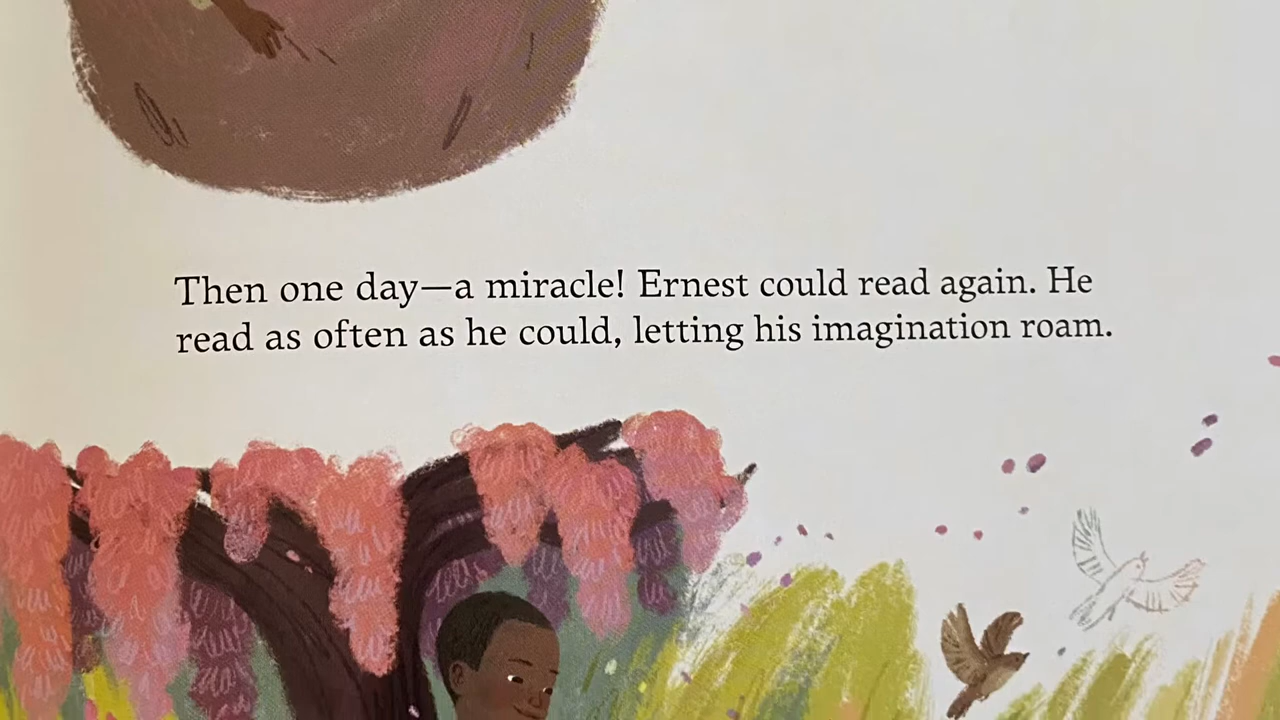 Then one day—a miracle! Ernest could read again. He
read as often as he could, letting his imagination roam.